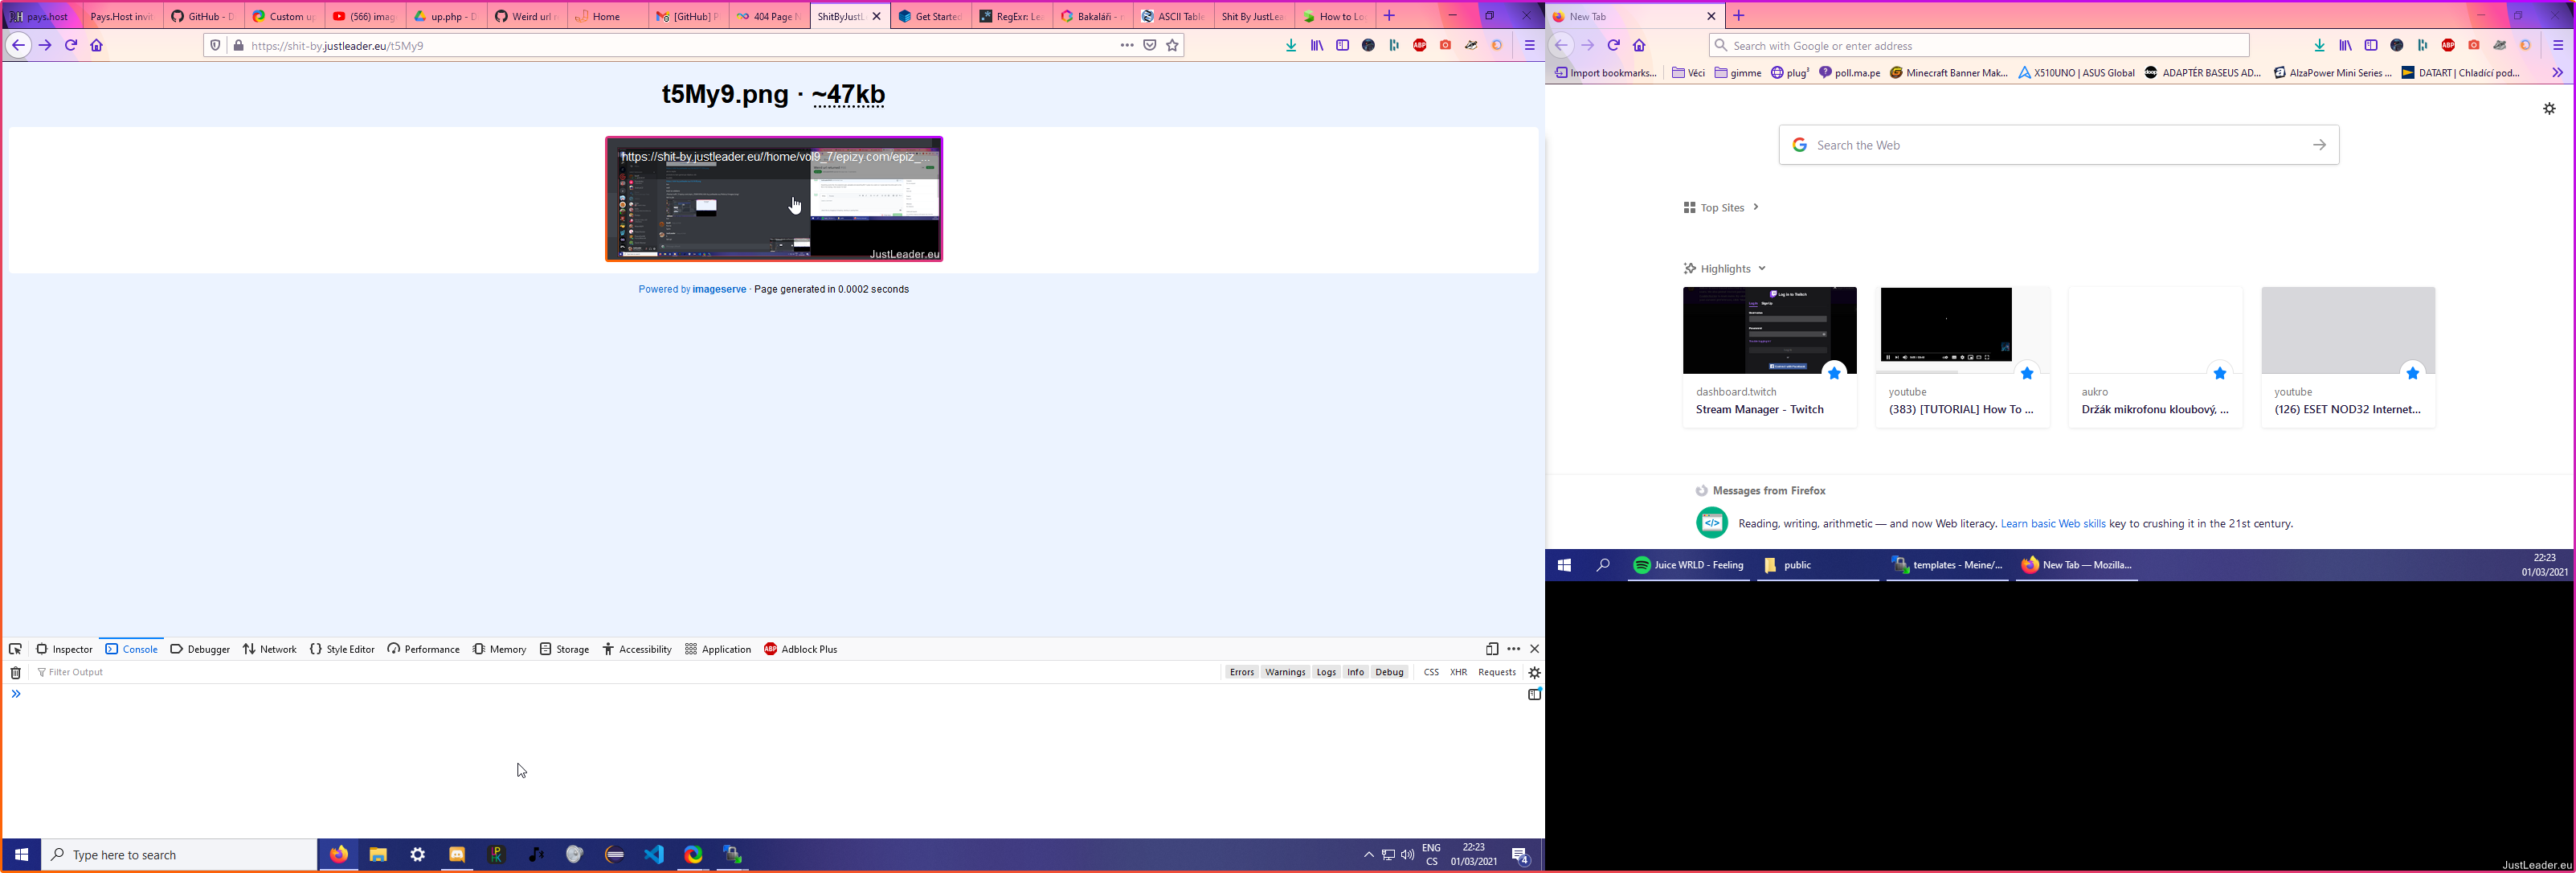 pays.host
Pays.Host invit
GitHub - D
Custom up
(566) imag
up.php - D
Weird url r
Home
[GitHub] P
404 Page N
ShitByJustL
Get Started
RegExr: Lea
Bakaláři - 
ASCII Table
Shit By JustLea
How to Lo
https://shit-by.justleader.eu/t5My9
t5My9.png · ~47kb
https://shit-by.justleader.eu//home/vol9_7/epizy.com/epiz_...
JustLeader.eu
Powered by imageserve · Page generated in 0.0002 seconds
Inspector
Console
Debugger
Network
Style Editor
Performance
Memory
Storage
Accessibility
Application
Adblock Plus
Filter Output
Errors
Warnings
Logs
Info
Debug
CSS
XHR
Requests
Type here to search
ENG
CS
22:23
01/03/2021
4
New Tab
Search with Google or enter address
Import bookmarks...
Věci
gimme
plug³
poll.ma.pe
Minecraft Banner Mak...
X510UNO | ASUS Global
ADAPTÉR BASEUS AD...
AlzaPower Mini Series ...
DATART | Chladící pod...
Search the Web
Top Sites
Highlights
Log in to Twitch
dashboard.twitch
Stream Manager - Twitch
youtube
(383) [TUTORIAL] How To ...
aukro
Držák mikrofonu kloubový, ...
youtube
(126) ESET NOD32 Internet...
Messages from Firefox
Reading, writing, arithmetic — and now Web literacy. Learn basic Web skills key to crushing it in the 21st century.
Juice WRLD - Feeling
public
templates - Meine/...
New Tab — Mozilla...
22:23
01/03/2021
JustLeader.eu